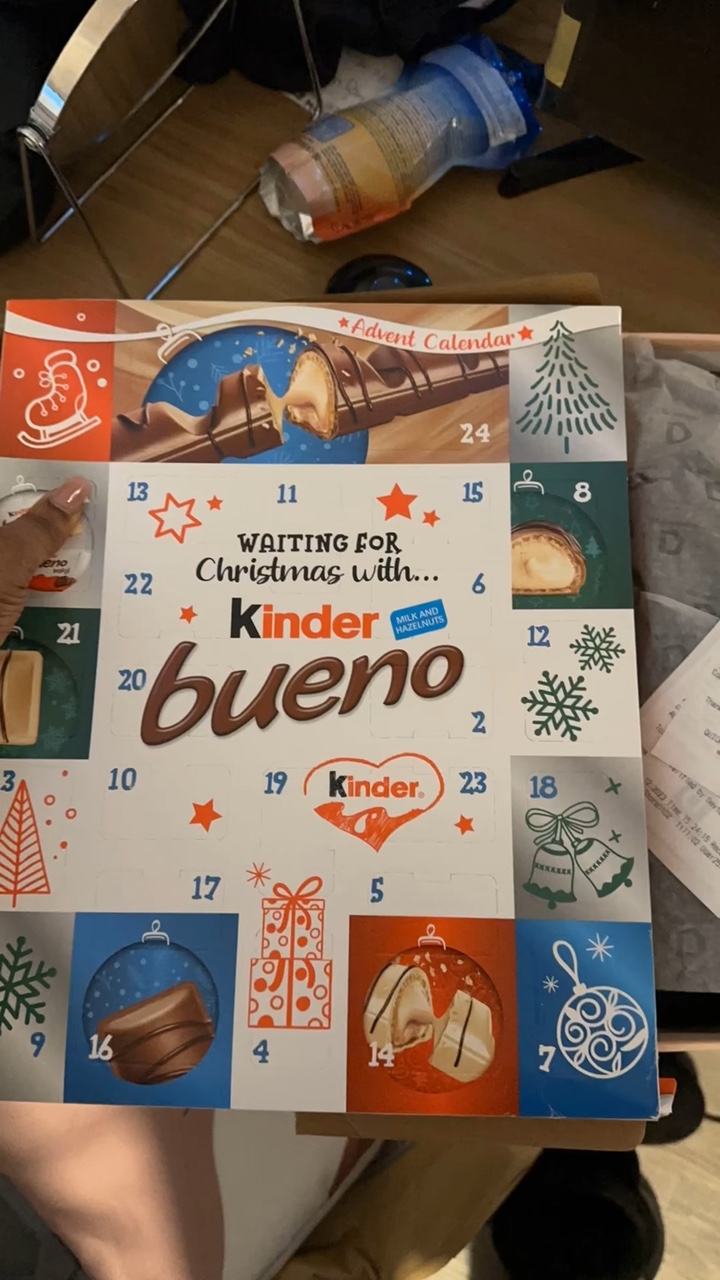 Advent Calendar
24
13
11
15
8
WAITING FOR
Christmas with...
22
6
Kinder
MILK AND
HAZELNUTS
bueno
21
12
20
2
3
10
19
kinder
23
18
17
5
9
16
4
14
7